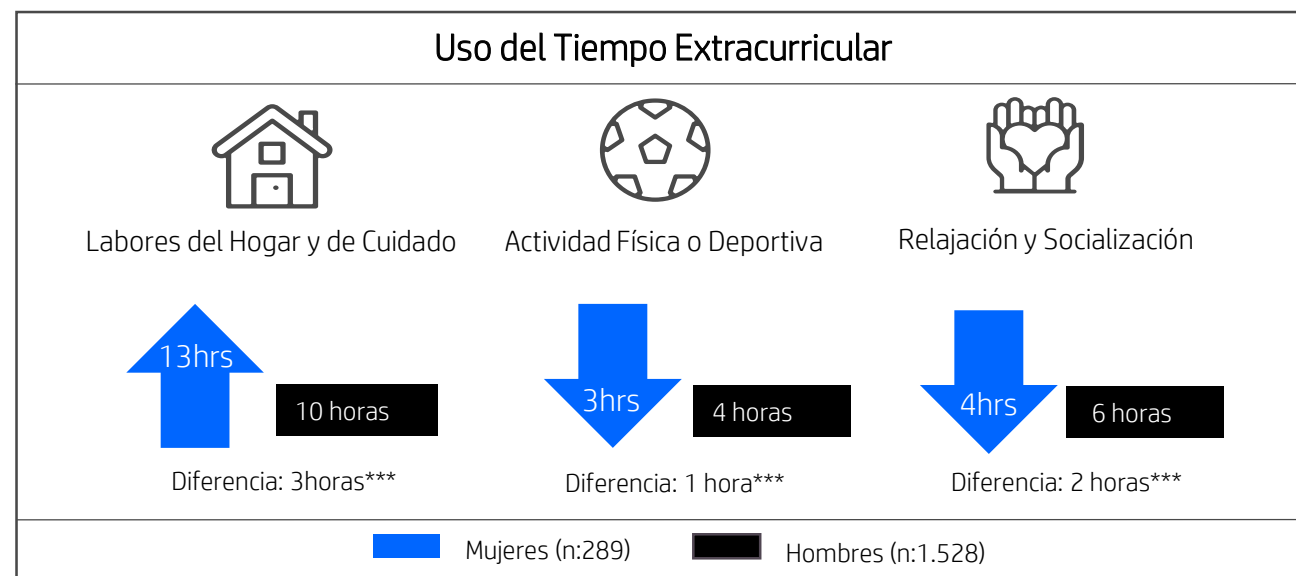 Uso del Tiempo Extracurricular
Labores del Hogar y de Cuidado
Actividad Física o Deportiva
Relajación y Socialización
13hrs
10 horas
3hrs
4 horas
4hrs
6 horas
Diferencia: 3horas***
Diferencia: 1 hora***
Diferencia: 2 horas***
Mujeres (n:289)
Hombres (n:1.528)